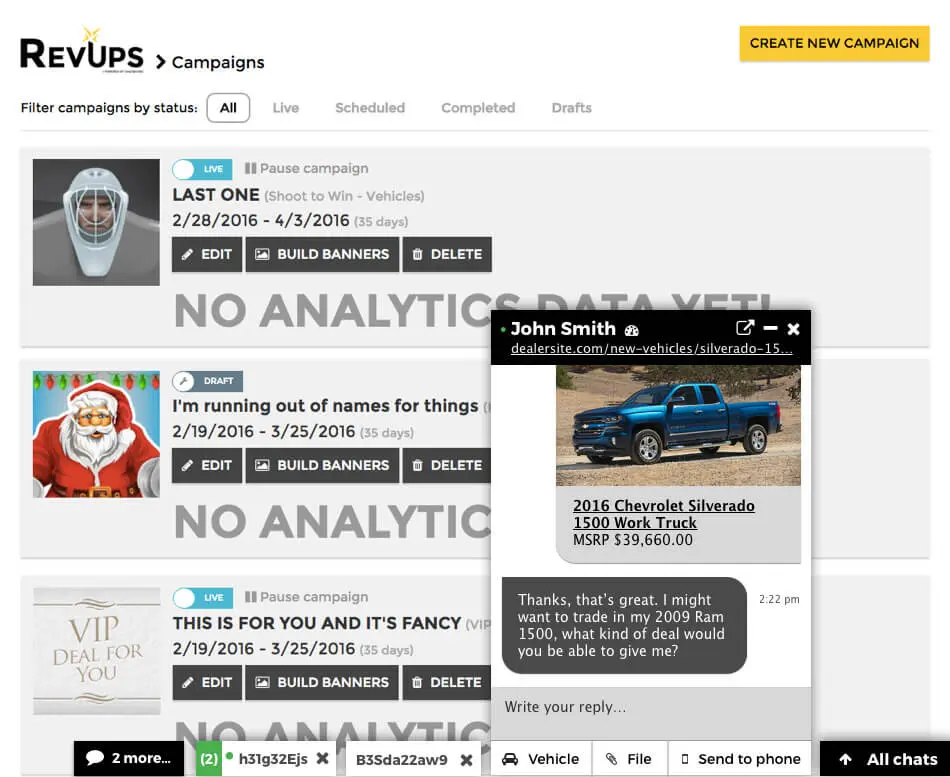 REVUPS
Campaigns
CREATE NEW CAMPAIGN
Filter campaigns by status:
All
Live
Scheduled
Completed
Drafts
LIVE
Pause campaign
LAST ONE (Shoot to Win - Vehicles)
2/28/2016 - 4/3/2016 (35 days)
EDIT
BUILD BANNERS
DELETE
NO ANALYTICS DATA YET!
DRAFT
I'm running out of names for things
2/19/2016 - 3/25/2016 (35 days)
EDIT
BUILD BANNERS
DELETE
NO ANALYTIC
VIP
DEAL FOR
YOU
LIVE
Pause campaign
THIS IS FOR YOU AND IT'S FANCY (VIP
2/19/2016 - 3/25/2016 (35 days)
EDIT
BUILD BANNERS
DELETE
NO ANALYTIC
John Smith
dealersite.com/new-vehicles/silverado-15...
2016 Chevrolet Silverado
1500 Work Truck
MSRP $39,660.00
Thanks, that's great. I might
want to trade in my 2009 Ram
1500, what kind of deal would
you be able to give me?
2:22 pm
Write your reply...
Vehicle
File
Send to phone
2 more...
(2)
h31g32Ejs
B3Sda22aw9
All chats